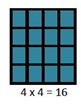 4 x 4 = 16